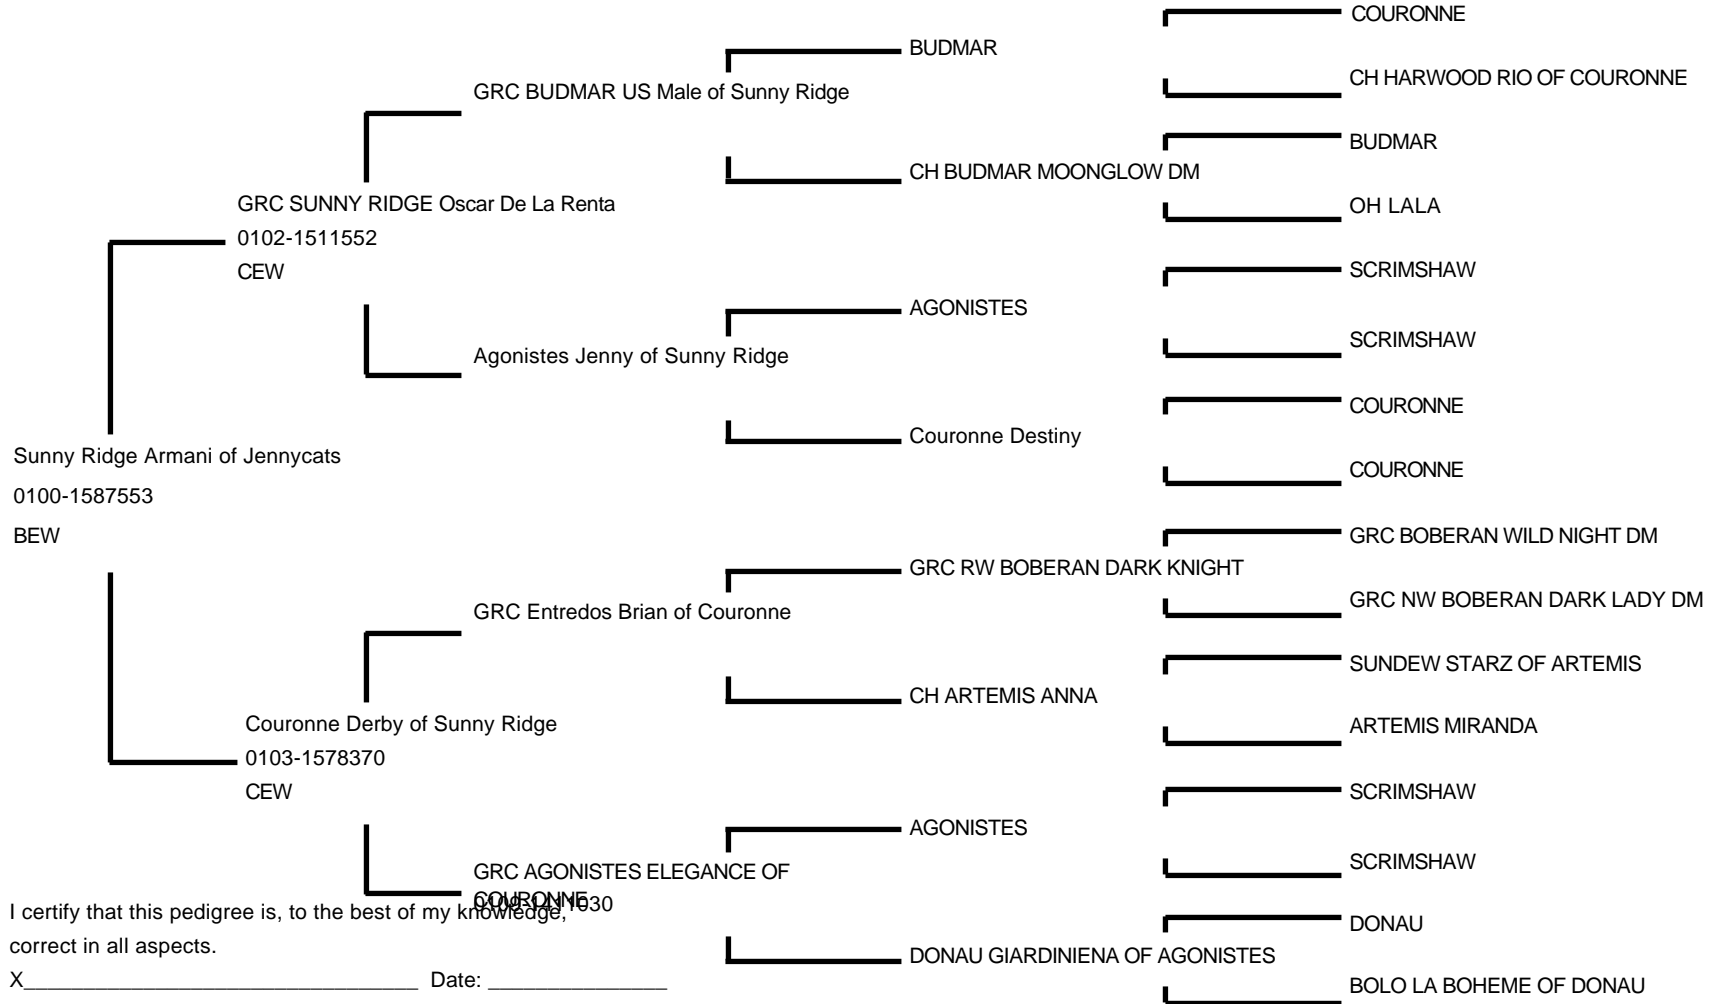 COURONNE
BUDMAR
CH HARWOOD RIO OF COURONNE
GRC BUDMAR US Male of Sunny Ridge
BUDMAR
CH BUDMAR MOONGLOW DM
GRC SUNNY RIDGE Oscar De La Renta
OH LALA
0102-1511552
CEW
SCRIMSHAW
AGONISTES
SCRIMSHAW
Agonistes Jenny of Sunny Ridge
COURONNE
Couronne Destiny
Sunny Ridge Armani of Jennycats
COURONNE
0100-1587553
BEW
GRC BOBERAN WILD NIGHT DM
GRC RW BOBERAN DARK KNIGHT
GRC NW BOBERAN DARK LADY DM
GRC Entredos Brian of Couronne
SUNDEW STARZ OF ARTEMIS
CH ARTEMIS ANNA
Couronne Derby of Sunny Ridge
ARTEMIS MIRANDA
0103-1578370
CEW
SCRIMSHAW
AGONISTES
SCRIMSHAW
GRC AGONISTES ELEGANCE OF
COURONNE
I certify that this pedigree is, to the best of my knowledge,
DONAU
correct in all aspects.
DONAU GIARDINIENA OF AGONISTES
X_________________________________ Date: _______________
BOLO LA BOHEME OF DONAU